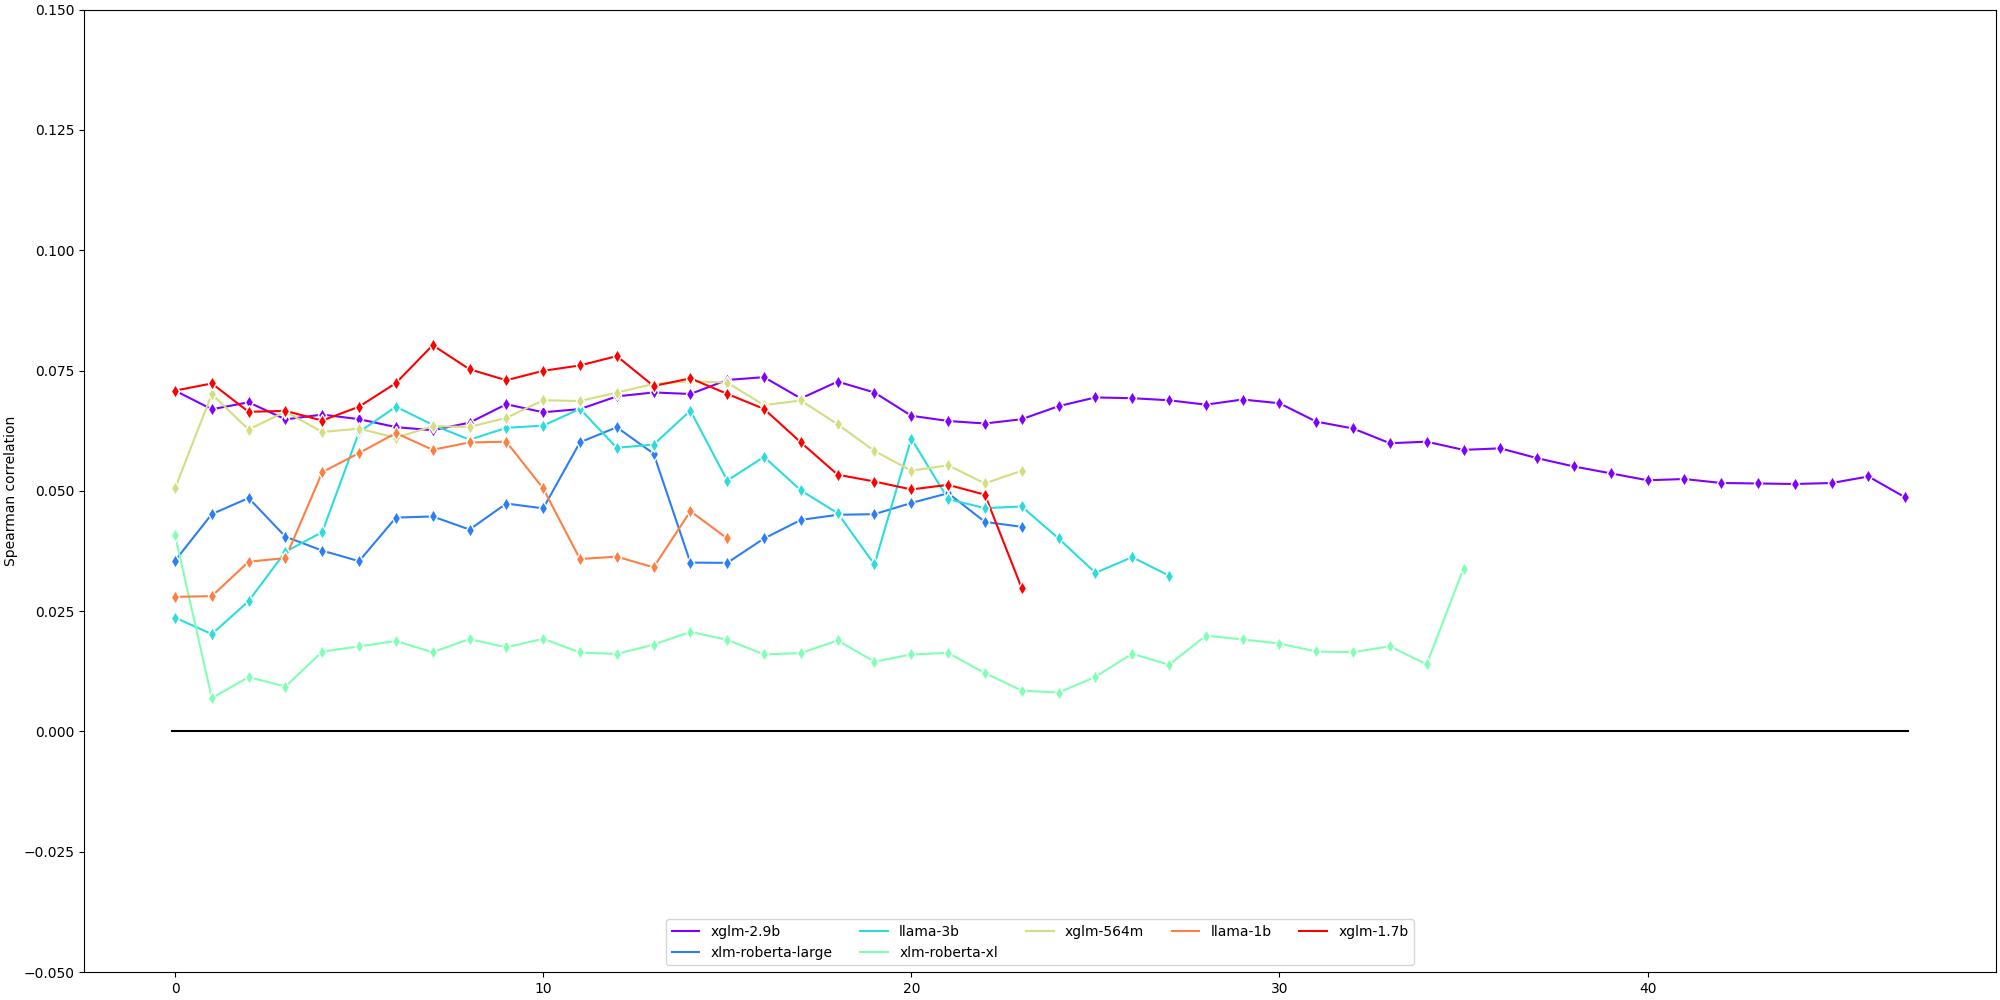 0.150
0.125
0.100
0.075
0.050
0.025
0.000
−0.025
−0.050
Spearman correlation
xglm-2.9b llama-3b xglm-564m llama-1b xglm-1.7b
xlm-roberta-large xlm-roberta-xl
0 10 20 30 40